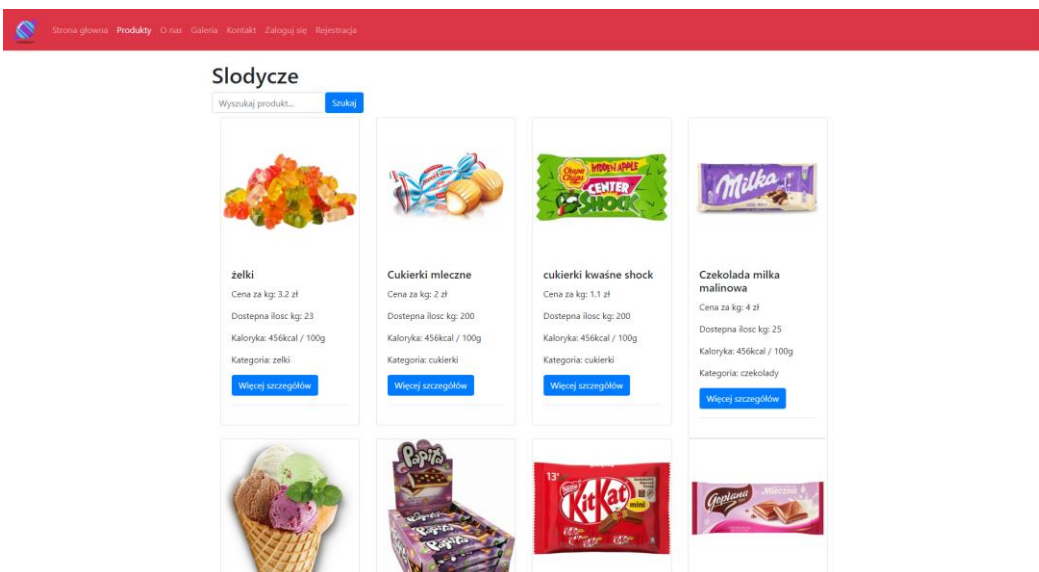 Strona głowna Produkty O nas Galeria Kontakt Zaloguj się Rejestracja
Slodycze
Wyszukaj produkt... Szukaj
Chupa Chups
HIDDEN APPLE
CENTER
SHOCK
Milka
żelki
Cena za kg: 3.2 zł
Dostepna ilosc kg: 23
Kaloryka: 456kcal / 100g
Kategoria: zelki
Więcej szczegółów
Cukierki mleczne
Cena za kg: 2 zł
Dostepna ilosc kg: 200
Kaloryka: 456kcal / 100g
Kategoria: cukierki
Więcej szczegółów
cukierki kwaśne shock
Cena za kg: 1.1 zł
Dostepna ilosc kg: 200
Kaloryka: 456kcal / 100g
Kategoria: cukierki
Więcej szczegółów
Czekolada milka
malinowa
Cena za kg: 4 zł
Dostepna ilosc kg: 25
Kaloryka: 456kcal / 100g
Kategoria: czekolady
Więcej szczegółów
Papita
13
KitKat
mini
Goplana
Mleczna